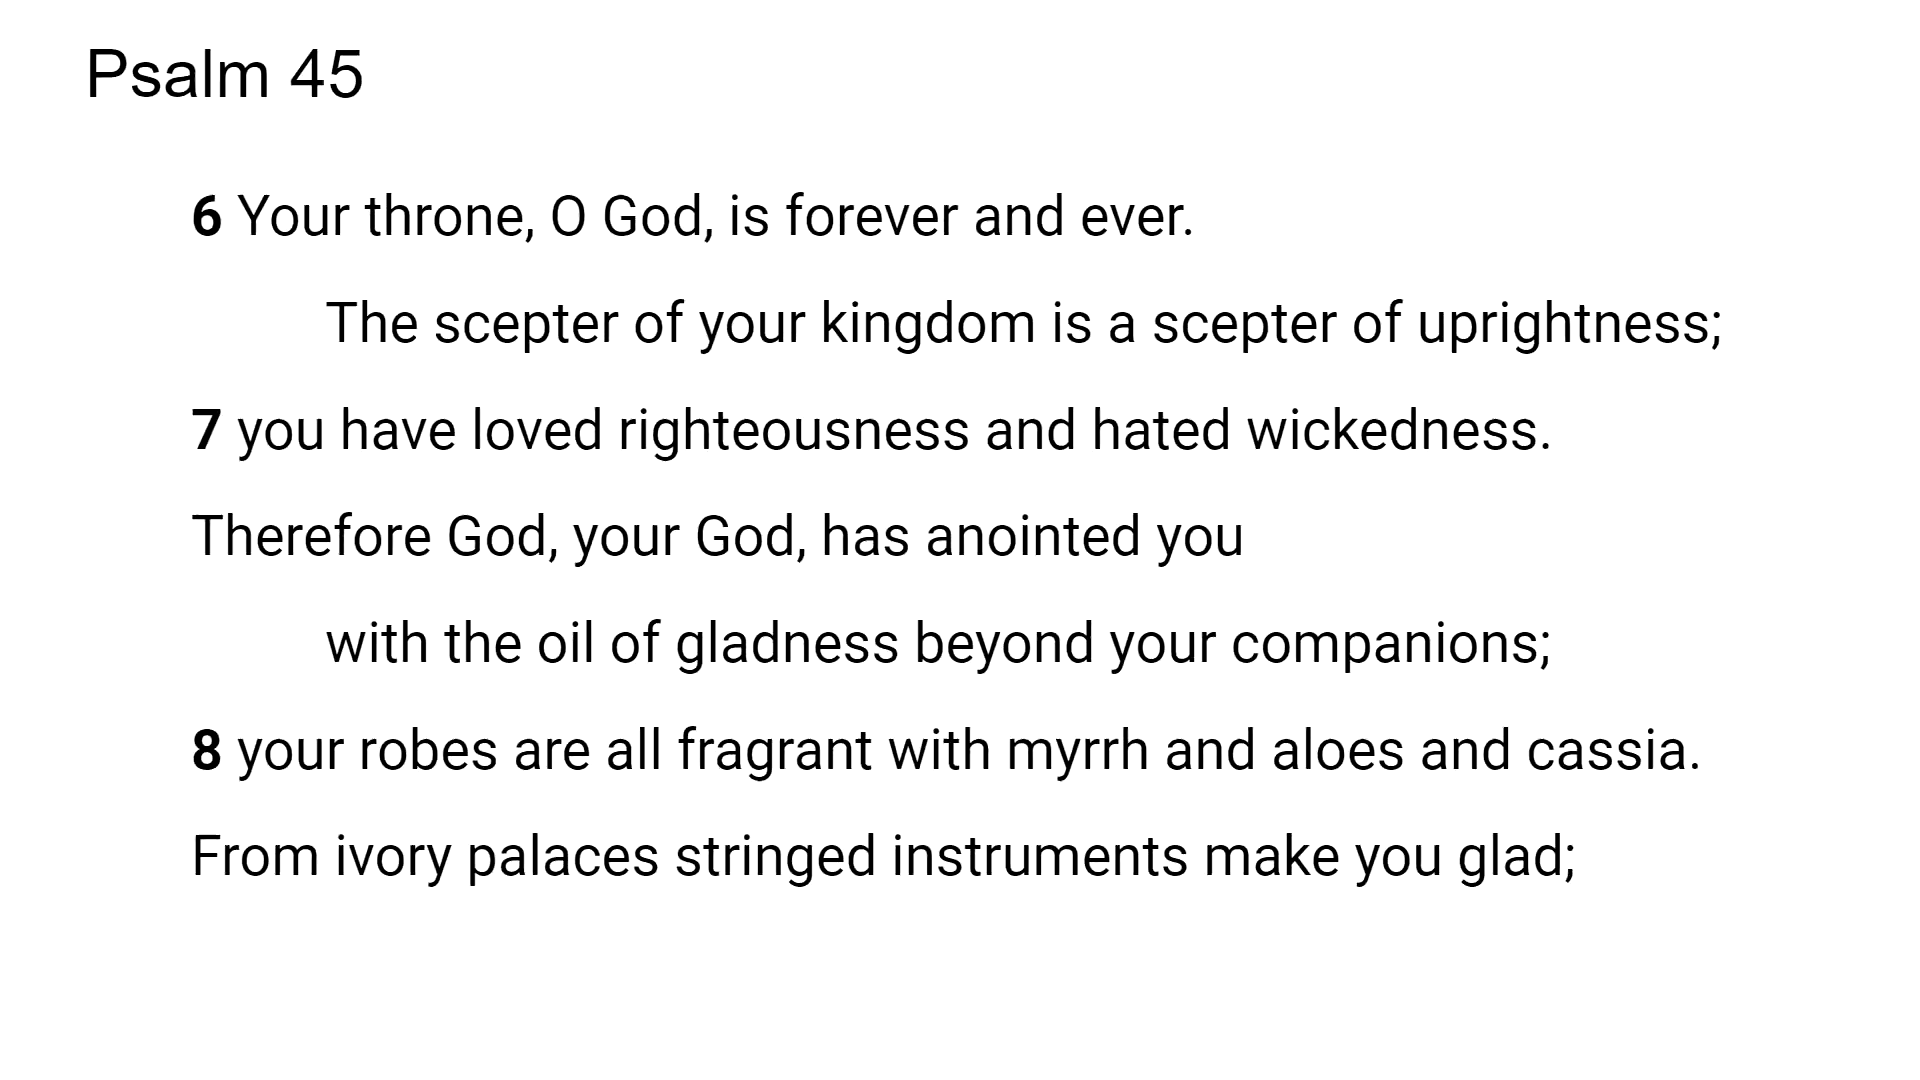 Psalm 45
6 Your throne, O God, is forever and ever.
The scepter of your kingdom is a scepter of uprightness;
7 you have loved righteousness and hated wickedness.
Therefore God, your God, has anointed you
with the oil of gladness beyond your companions;
8 your robes are all fragrant with myrrh and aloes and cassia.
From ivory palaces stringed instruments make you glad;